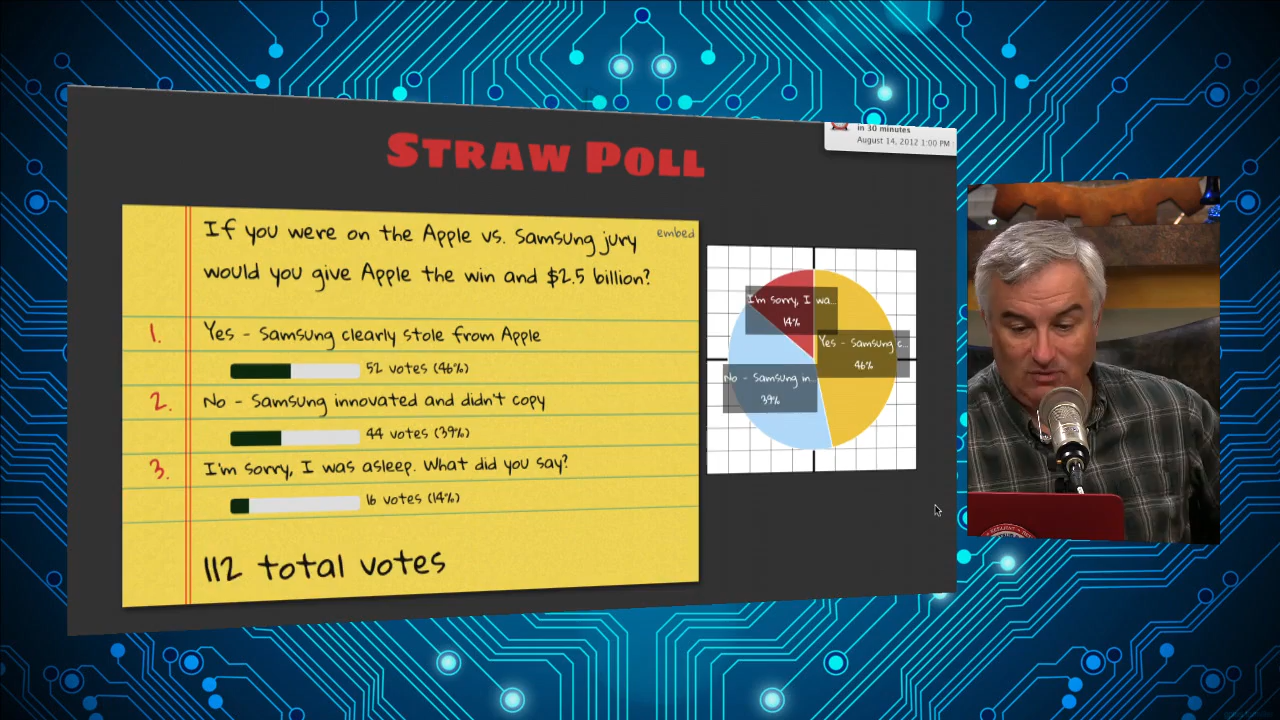 in 30 minutes
August 14, 2012 1:00 PM
STRAW POLL
If you were on the Apple vs. Samsung jury
would you give Apple the win and $2.5 billion?
embed
1. Yes - Samsung clearly stole from Apple
52 votes (46%)
2. No - Samsung innovated and didn't copy
44 votes (39%)
3. I'm sorry, I was asleep. What did you say?
16 votes (14%)
112 total votes
I'm sorry, I wa...
14%
Yes - Samsung c...
46%
No - Samsung in...
39%